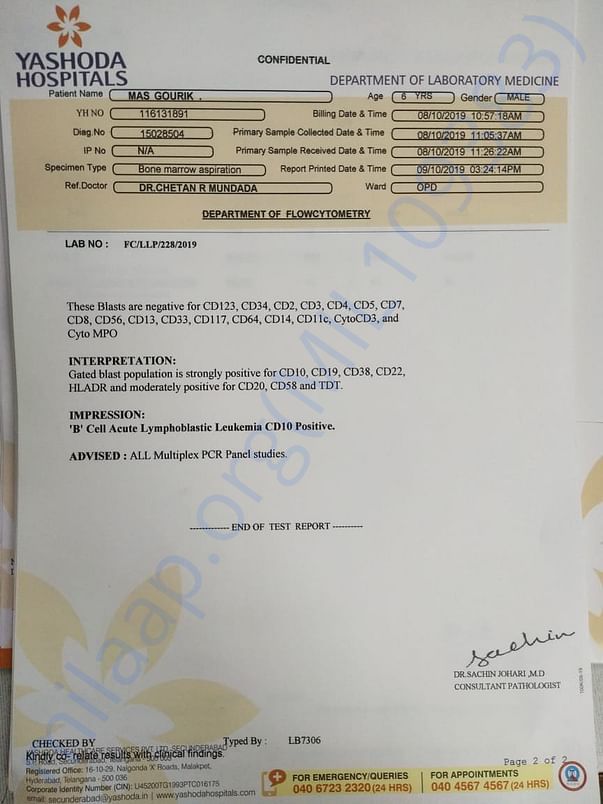 YASHODA
HOSPITALS
CONFIDENTIAL
DEPARTMENT OF LABORATORY MEDICINE
Patient Name MAS GOURIK . Age 6 YRS Gender MALE
YH NO 116131891 Billing Date & Time 08/10/2019 10:57:18AM
Diag.No 15028504 Primary Sample Collected Date & Time 08/10/2019 11:05:37AM
IP No N/A Primary Sample Received Date & Time 08/10/2019 11:26:22AM
Specimen Type Bone marrow aspiration Report Printed Date & Time 09/10/2019 03:24:14PM
Ref.Doctor DR.CHETAN R MUNDADA Ward OPD
DEPARTMENT OF FLOWCYTOMETRY
LAB NO : FC/LLP/228/2019
These Blasts are negative for CD123, CD34, CD2, CD3, CD4, CD5, CD7,
CD8, CD56, CD13, CD33, CD117, CD64, CD14, CD11c, CytoCD3, and
Cyto MPO
INTERPRETATION:
Gated blast population is strongly positive for CD10, CD19, CD38, CD22,
HLADR and moderately positive for CD20, CD58 and TDT.
IMPRESSION:
'B' Cell Acute Lymphoblastic Leukemia CD10 Positive.
ADVISED : ALL Multiplex PCR Panel studies.
------------- END OF TEST REPORT ----------
sachin
DR.SACHIN JOHARI ,M.D
CONSULTANT PATHOLOGIST
CHECKED BY Typed By : LB7306
YASHODA HEALTHCARE SERVICES PVT LTD, SECUNDERABAD
Kindly co- relate results with clinical findings.
Page 2 of 2
Registered Office: 16-10-29, Nalgonda 'X' Roads, Malakpet,
Hyderabad, Telangana - 500 036
Corporate Identity Number (CIN): U45200TG1993PTC016175
email: secunderabad@yashoda.in | www.yashodahospitals.com
FOR EMERGENCY/QUERIES
040 6723 2320 (24 HRS)
FOR APPOINTMENTS
040 4567 4567 (24 HRS)